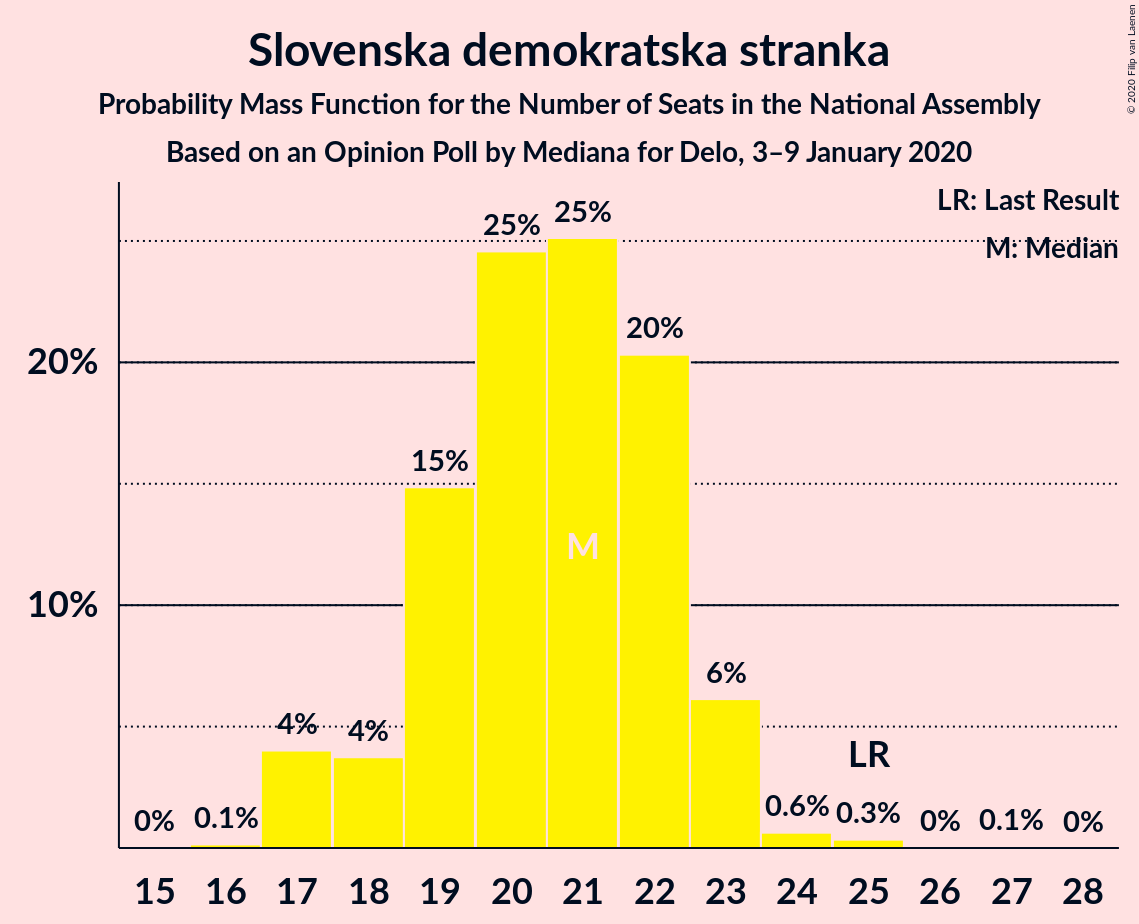 Slovenska demokratska stranka
Probability Mass Function for the Number of Seats in the National Assembly
Based on an Opinion Poll by Mediana for Delo, 3–9 January 2020
© 2020 Filip van Laenen
LR: Last Result
M: Median
20%
10%
0%
0.1%
4%
4%
15%
25%
25%
20%
6%
0.6%
0.3%
0%
0.1%
0%
M
LR
15 16 17 18 19 20 21 22 23 24 25 26 27 28